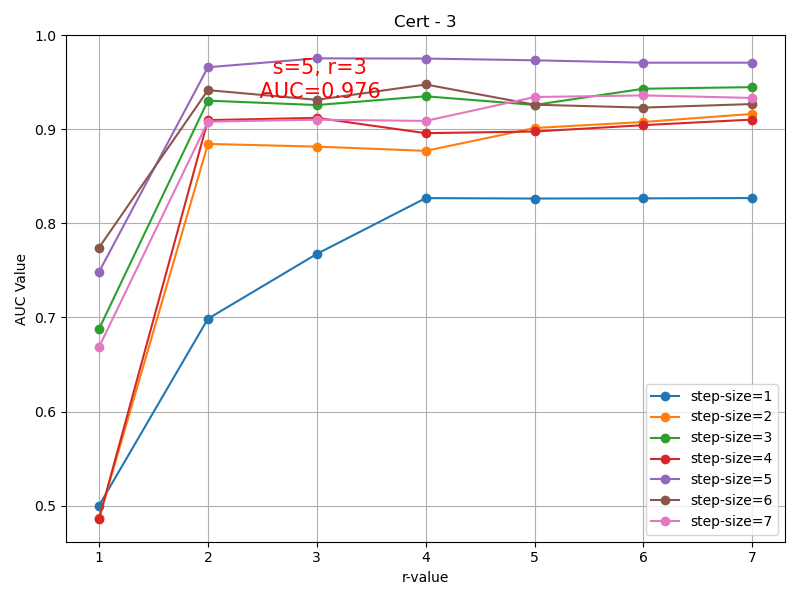 Cert - 3
s=5, r=3
AUC=0.976
AUC Value
1.0
0.9
0.8
0.7
0.6
0.5
1 2 3 4 5 6 7
r-value
step-size=1
step-size=2
step-size=3
step-size=4
step-size=5
step-size=6
step-size=7